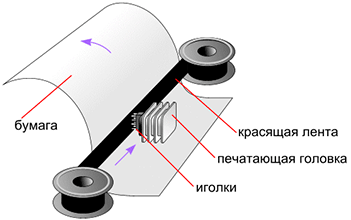 бумага
красящая лента
печатающая головка
иголки